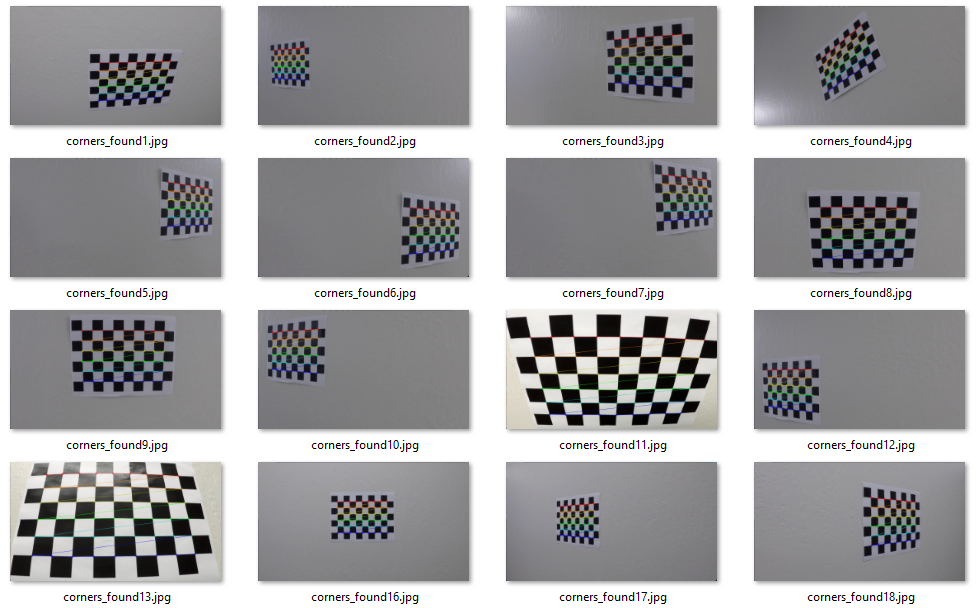 corners_found1.jpg
corners_found2.jpg
corners_found3.jpg
corners_found4.jpg
corners_found5.jpg
corners_found6.jpg
corners_found7.jpg
corners_found8.jpg
corners_found9.jpg
corners_found10.jpg
corners_found11.jpg
corners_found12.jpg
corners_found13.jpg
corners_found16.jpg
corners_found17.jpg
corners_found18.jpg